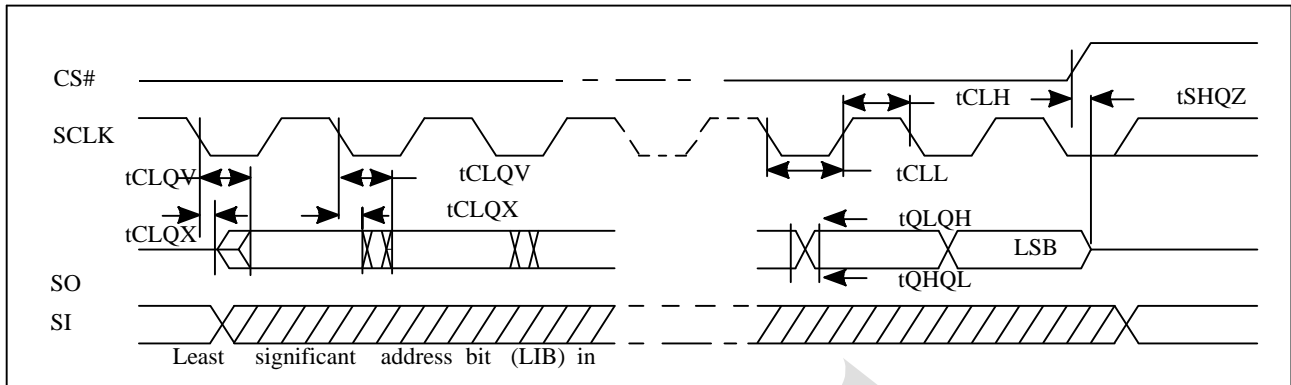 CS#
tCLH
tSHQZ
SCLK
tCLQV
tCLQV
tCLL
tCLQX
tCLQX
tQLQH
LSB
tQHQL
SO
SI
Least significant address bit (LIB) in